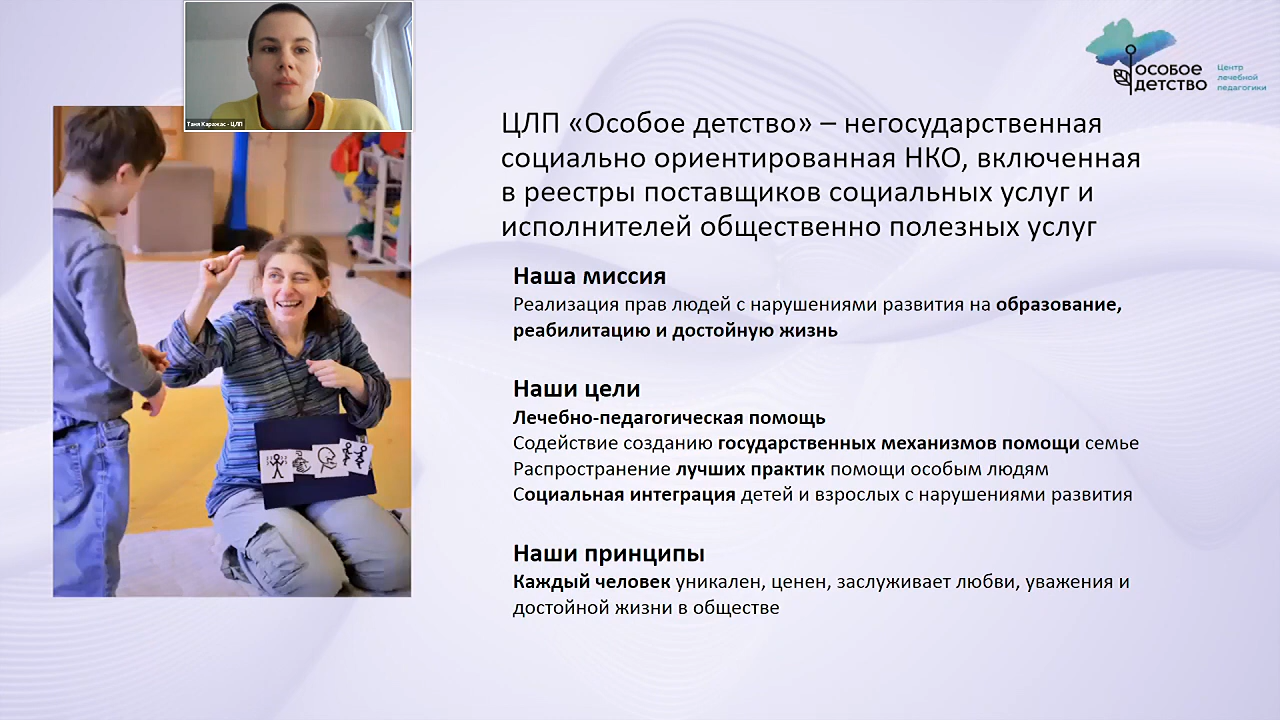 Таня Каражас - ЦЛП
особое
детство
Центр
лечебной
педагогики
ЦЛП «Особое детство» – негосударственная
социально ориентированная НКО, включенная
в реестры поставщиков социальных услуг и
исполнителей общественно полезных услуг
Наша миссия
Реализация прав людей с нарушениями развития на образование,
реабилитацию и достойную жизнь
Наши цели
Лечебно-педагогическая помощь
Содействие созданию государственных механизмов помощи семье
Распространение лучших практик помощи особым людям
Социальная интеграция детей и взрослых с нарушениями развития
Наши принципы
Каждый человек уникален, ценен, заслуживает любви, уважения и
достойной жизни в обществе